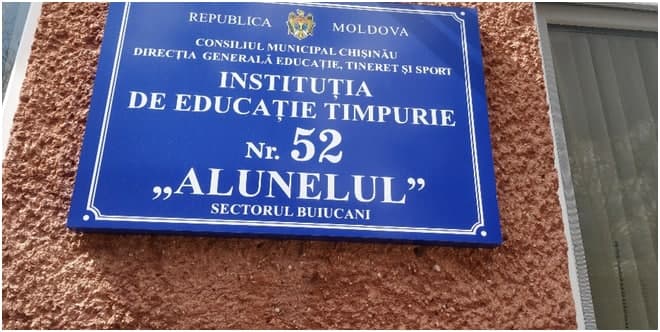 REPUBLICA MOLDOVA
CONSILIUL MUNICIPAL CHIȘINĂU
DIRECȚIA GENERALĂ EDUCAȚIE, TINERET ȘI SPORT
INSTITUȚIA
DE EDUCAȚIE TIMPURIE
Nr. 52
„ALUNELUL”
SECTORUL BUIUCANI